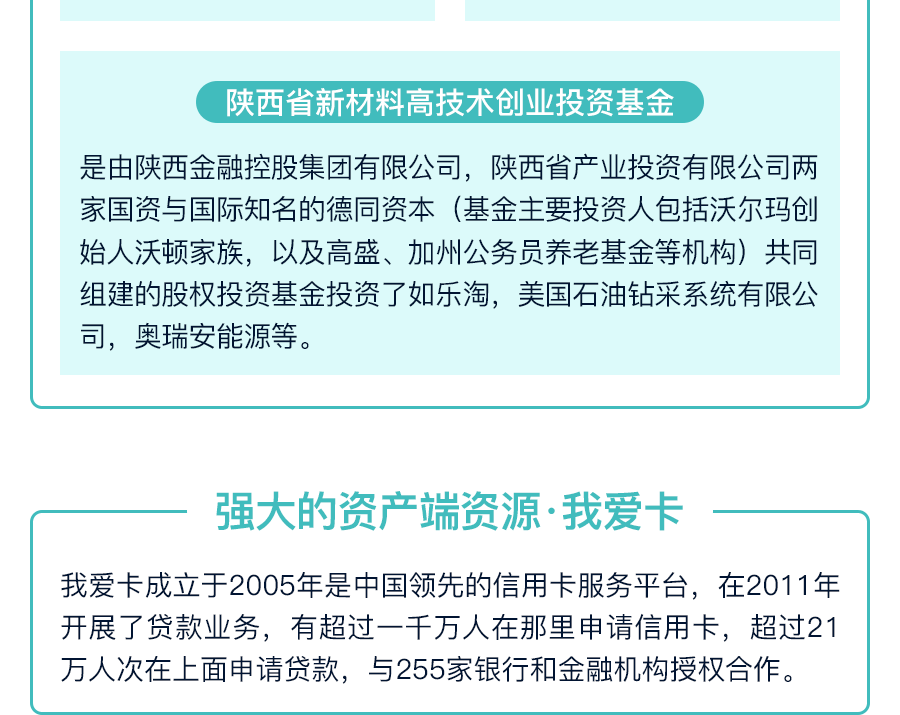 陕西省新材料高技术创业投资基金
是由陕西金融控股集团有限公司，陕西省产业投资有限公司两
家国资与国际知名的德同资本（基金主要投资人包括沃尔玛创
始人沃顿家族，以及高盛、加州公务员养老基金等机构）共同
组建的股权投资基金投资了如乐淘，美国石油钻采系统有限公
司，奥瑞安能源等。
强大的资产端资源·我爱卡
我爱卡成立于2005年是中国领先的信用卡服务平台，在2011年
开展了贷款业务，有超过一千万人在那里申请信用卡，超过21
万人次在上面申请贷款，与255家银行和金融机构授权合作。